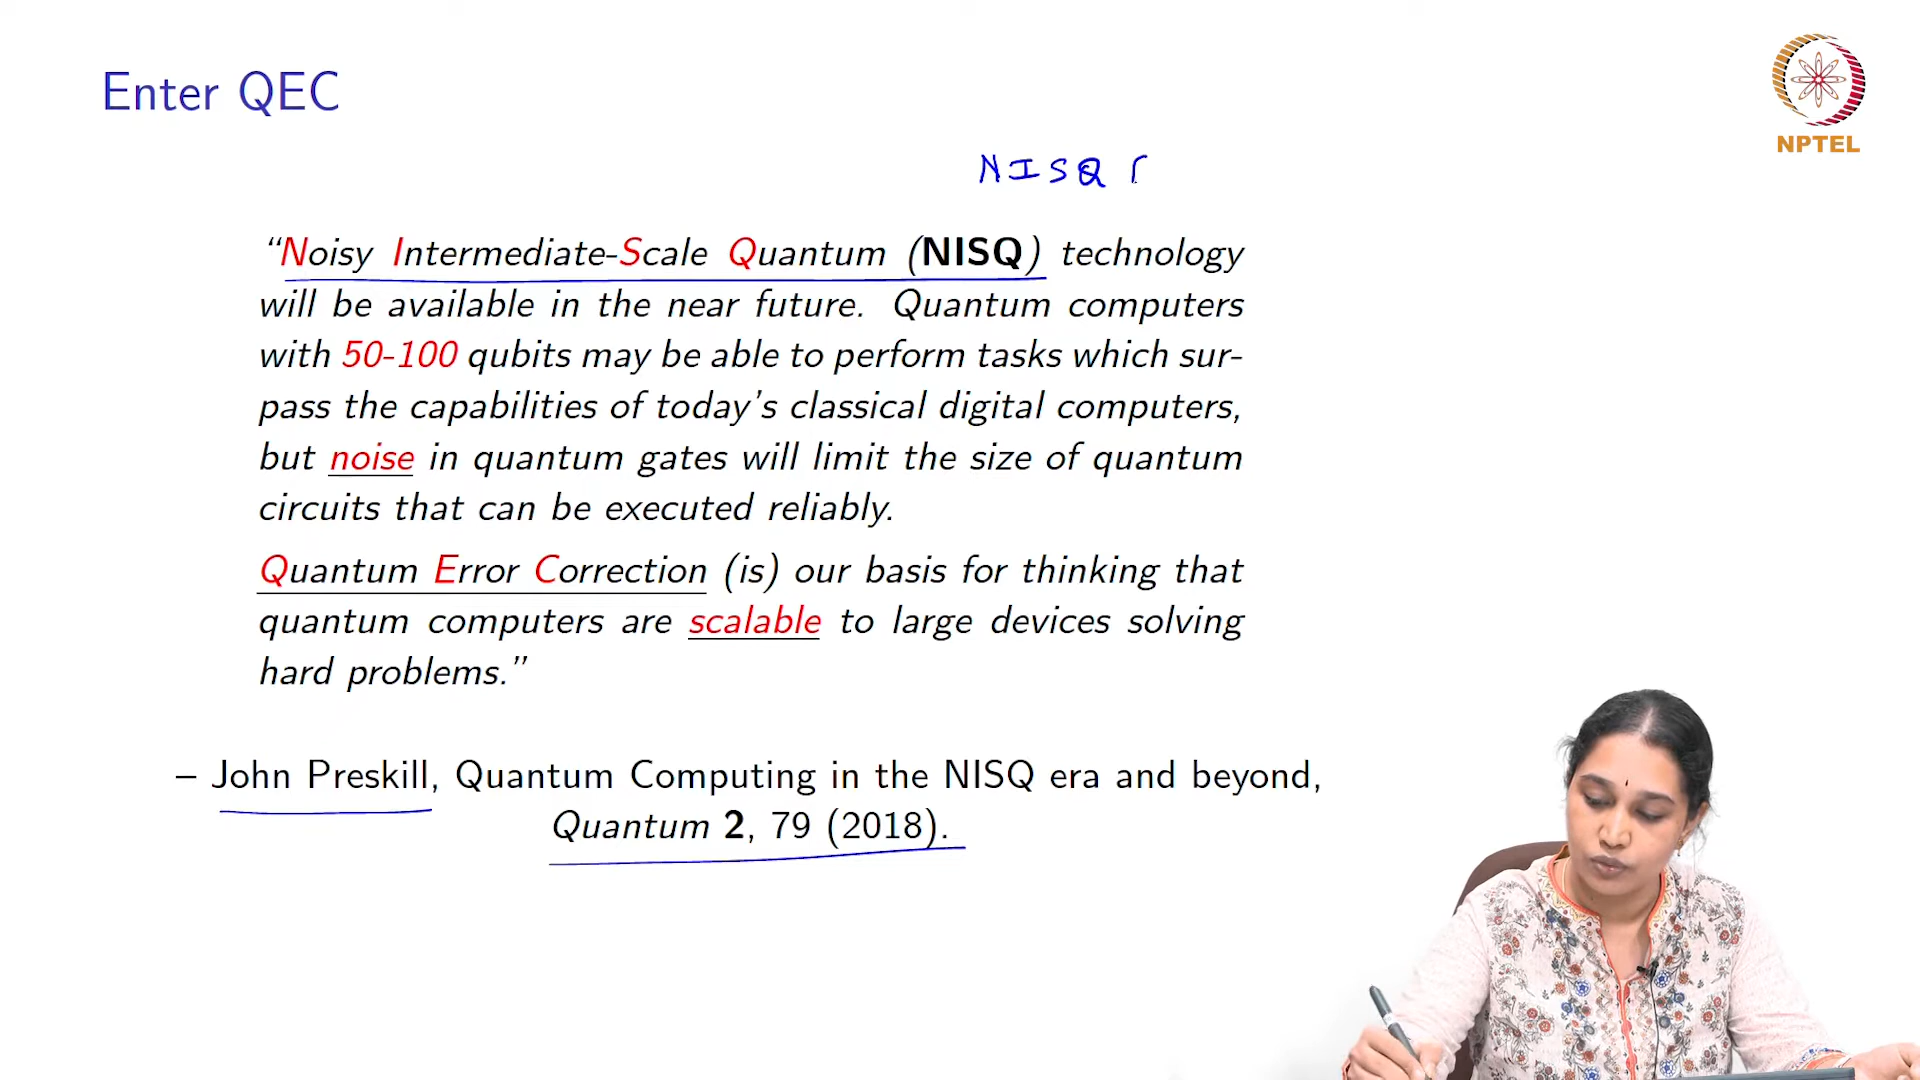 Enter QEC
NPTEL
NISQ
“Noisy Intermediate-Scale Quantum (NISQ) technology
will be available in the near future. Quantum computers
with 50-100 qubits may be able to perform tasks which sur-
pass the capabilities of today’s classical digital computers,
but noise in quantum gates will limit the size of quantum
circuits that can be executed reliably.
Quantum Error Correction (is) our basis for thinking that
quantum computers are scalable to large devices solving
hard problems.”
– John Preskill, Quantum Computing in the NISQ era and beyond,
Quantum 2, 79 (2018).